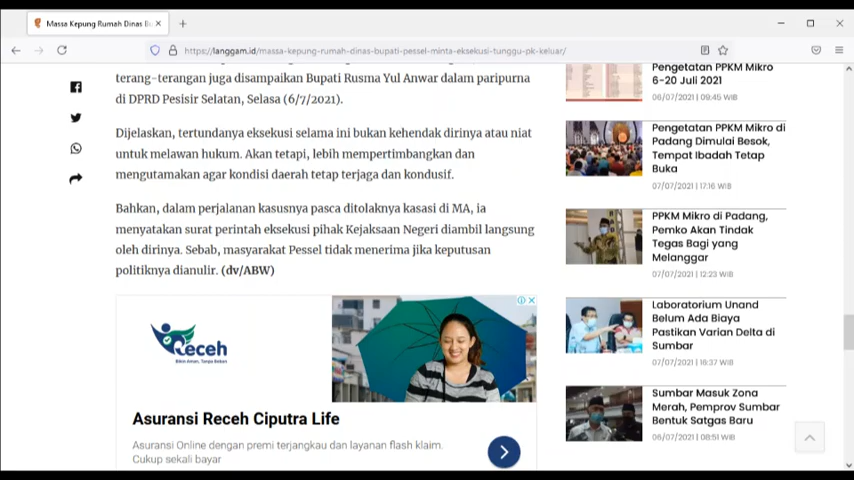 Massa Kepung Rumah Dinas Bu
https://langgam.id/massa-kepung-rumah-dinas-bupati-pessel-minta-eksekusi-tunggu-pk-keluar/
terang-terangan juga disampaikan Bupati Rusma Yul Anwar dalam paripurna
di DPRD Pesisir Selatan, Selasa (6/7/2021).
Dijelaskan, tertundanya eksekusi selama ini bukan kehendak dirinya atau niat
untuk melawan hukum. Akan tetapi, lebih mempertimbangkan dan
mengutamakan agar kondisi daerah tetap terjaga dan kondusif.
Bahkan, dalam perjalanan kasusnya pasca ditolaknya kasasi di MA, ia
menyatakan surat perintah eksekusi pihak Kejaksaan Negeri diambil langsung
oleh dirinya. Sebab, masyarakat Pessel tidak menerima jika keputusan
politiknya dianulir. (dv/ABW)
Receh
Bikin Aman, Tanpa Beban
Asuransi Receh Ciputra Life
Asuransi Online dengan premi terjangkau dan layanan flash klaim.
Cukup sekali bayar
Pengetatan PPKM Mikro
6-20 Juli 2021
06/07/2021 | 09:45 WIB
Pengetatan PPKM Mikro di
Padang Dimulai Besok,
Tempat Ibadah Tetap
Buka
07/07/2021 | 17:16 WIB
PPKM Mikro di Padang,
Pemko Akan Tindak
Tegas Bagi yang
Melanggar
07/07/2021 | 12:23 WIB
Laboratorium Unand
Belum Ada Biaya
Pastikan Varian Delta di
Sumbar
07/07/2021 | 16:37 WIB
Sumbar Masuk Zona
Merah, Pemprov Sumbar
Bentuk Satgas Baru
06/07/2021 | 08:51 WIB